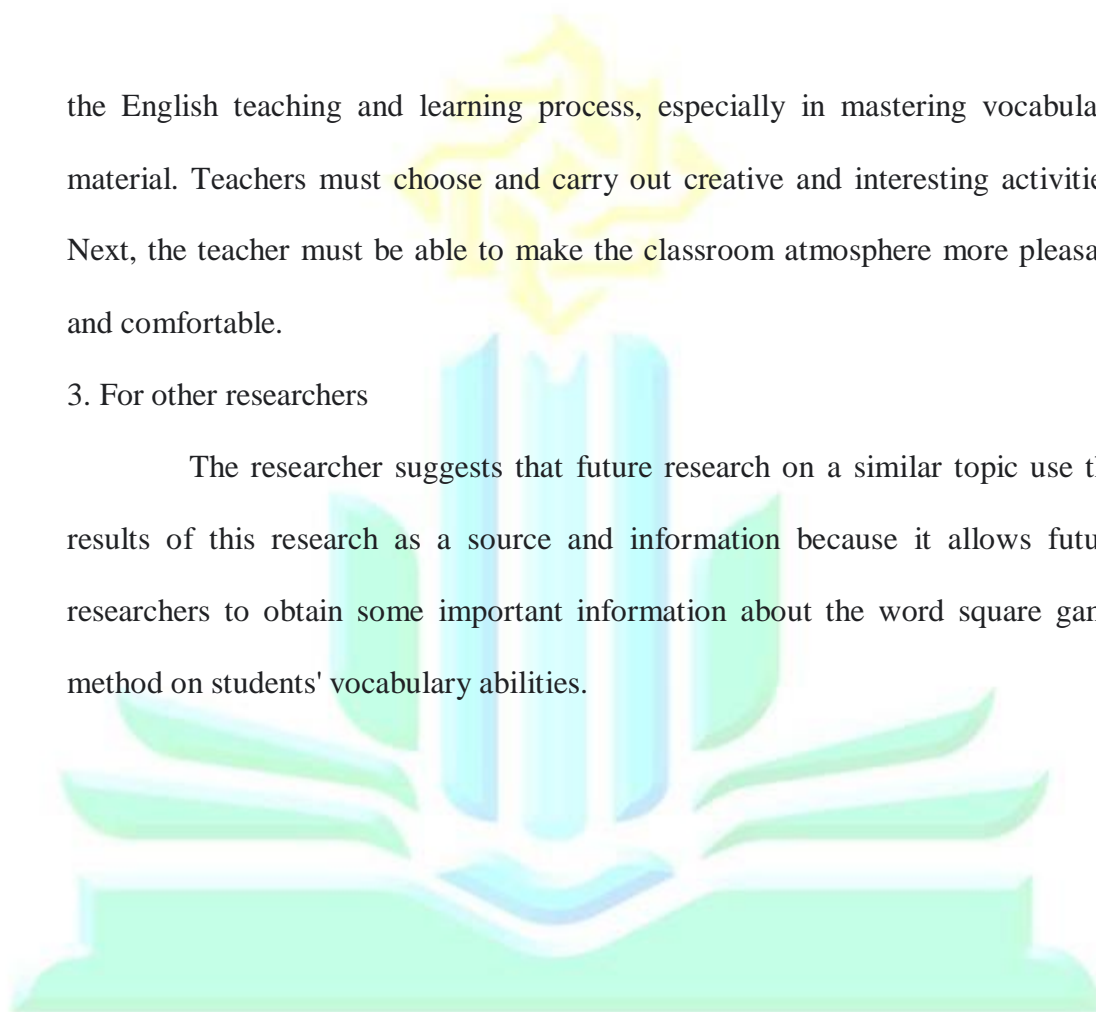 the English teaching and learning process, especially in mastering vocabula
material. Teachers must choose and carry out creative and interesting activitie
Next, the teacher must be able to make the classroom atmosphere more pleasa
and comfortable.
3. For other researchers
The researcher suggests that future research on a similar topic use th
results of this research as a source and information because it allows futu
researchers to obtain some important information about the word square gam
method on students' vocabulary abilities.